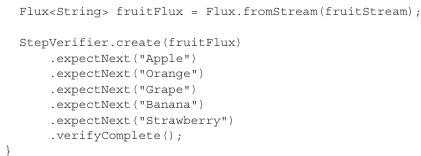 Flux<String> fruitFlux = Flux.fromStream(fruitStream);
StepVerifier.create(fruitFlux)
.expectNext("Apple")
.expectNext("Orange")
.expectNext("Grape")
.expectNext("Banana")
.expectNext("Strawberry")
.verifyComplete();
}